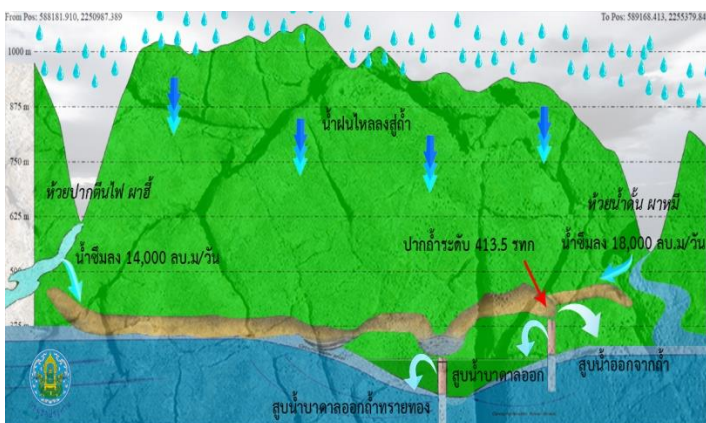 From Pos: 588181.910, 2250987.389
To Pos: 589168.413, 2255379.84
1000 m
875 m
750 m
625 m
500
น้ำฝนไหลลงสู่ถ้ำ
ห้วยปากตีนไฟ ผาฮี้
ห้วยน้ำดั้น ผาหมี
น้ำซึมลง 14,000 ลบ.ม/วัน
ปากถ้ำระดับ 413.5 รทก
น้ำซึมลง 18,000 ลบ.ม/วัน
สูบน้ำบาดาลออก
สูบน้ำออกจากถ้ำ
สูบน้ำบาดาลออกถ้ำทรายทอง